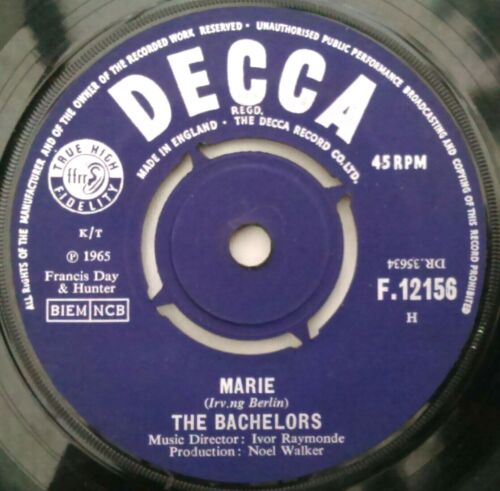 ALL RIGHTS OF THE MANUFACTURER AND OF THE OWNER OF THE RECORDED WORK RESERVED - UNAUTHORISED PUBLIC PERFORMANCE BROADCASTING AND COPYING OF THIS RECORD PROHIBITED
DECCA
REGD.
MADE IN ENGLAND · THE DECCA RECORD CO. LTD.
TRUE HIGH
ffrr
FIDELITY
45 RPM
K/T
℗ 1965
Francis Day
& Hunter
BIEM NCB
DR.35634
F.12156
H
MARIE
(Irv.ng Berlin)
THE BACHELORS
Music Director: Ivor Raymonde
Production: Noel Walker